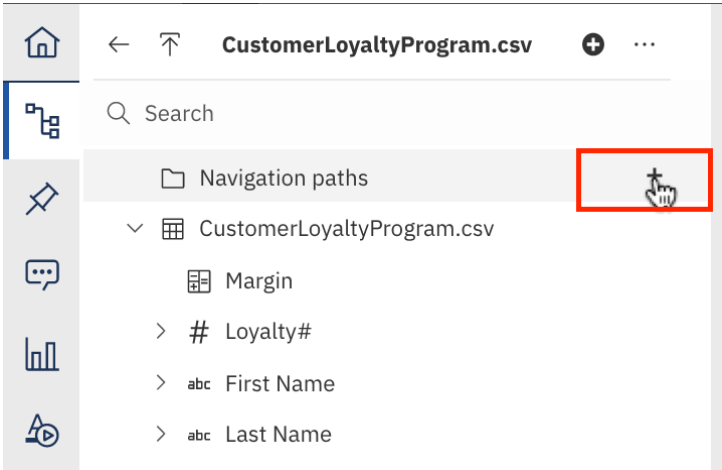 CustomerLoyaltyProgram.csv
Search
Navigation paths
CustomerLoyaltyProgram.csv
Margin
# Loyalty#
abc First Name
abc Last Name